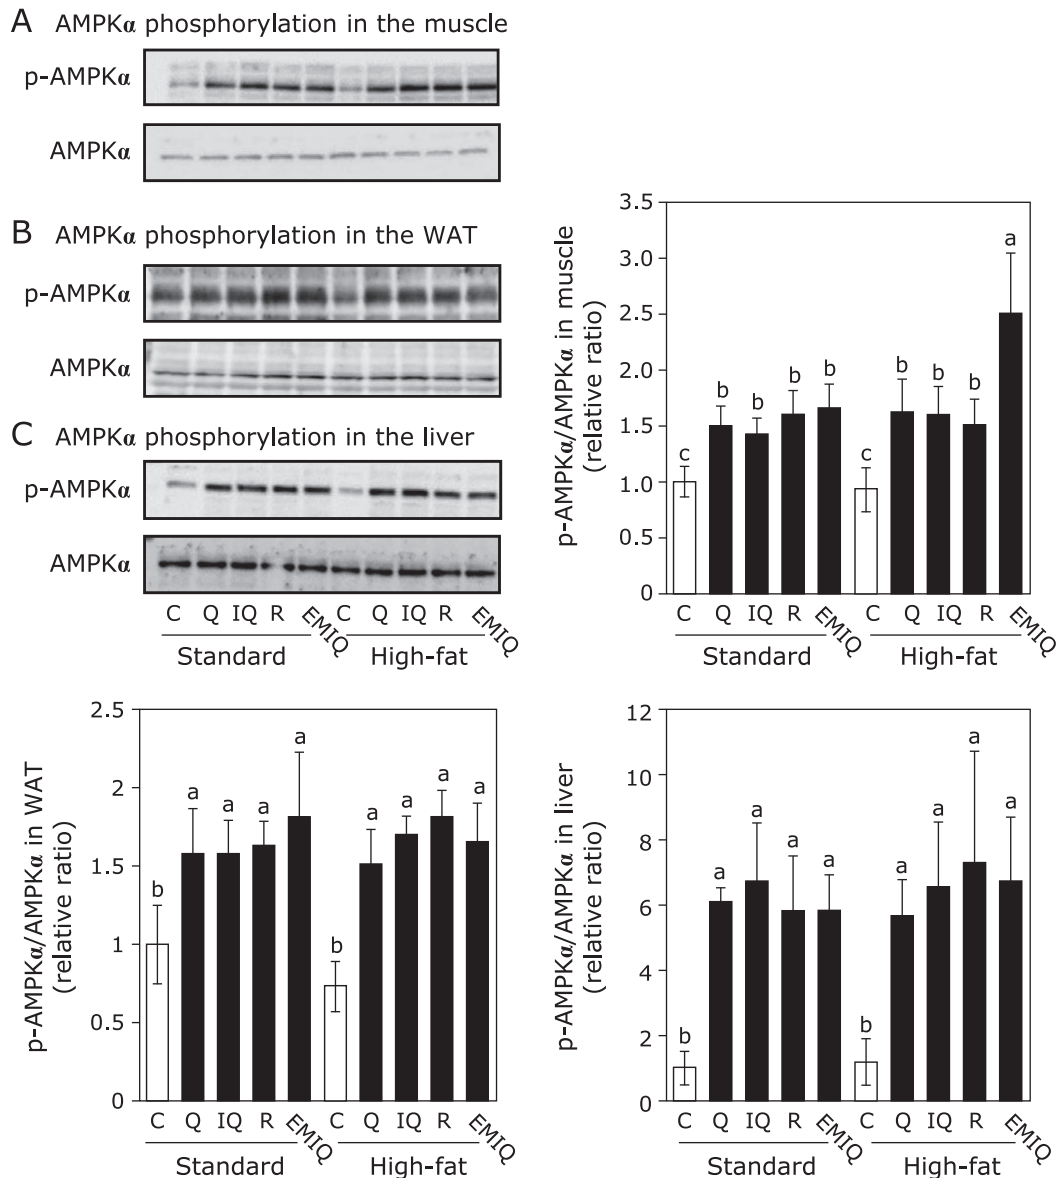 A AMPKα phosphorylation in the muscle
p-AMPKα
AMPKα
B AMPKα phosphorylation in the WAT
p-AMPKα
AMPKα
C AMPKα phosphorylation in the liver
p-AMPKα
AMPKα
C Q IQ R EMIQ C Q IQ R EMIQ
Standard High-fat
p-AMPKα/AMPKα in muscle
(relative ratio)
3.5
3.0
2.5
2.0
1.5
1.0
0.5
0
c b b b b c b b b a
C Q IQ R EMIQ C Q IQ R EMIQ
Standard High-fat
p-AMPKα/AMPKα in WAT
(relative ratio)
2.5
2
1.5
1
0.5
0
b a a a a b a a a a
C Q IQ R EMIQ C Q IQ R EMIQ
Standard High-fat
p-AMPKα/AMPKα in liver
(relative ratio)
12
10
8
6
4
2
0
b a a a a b a a a a
C Q IQ R EMIQ C Q IQ R EMIQ
Standard High-fat